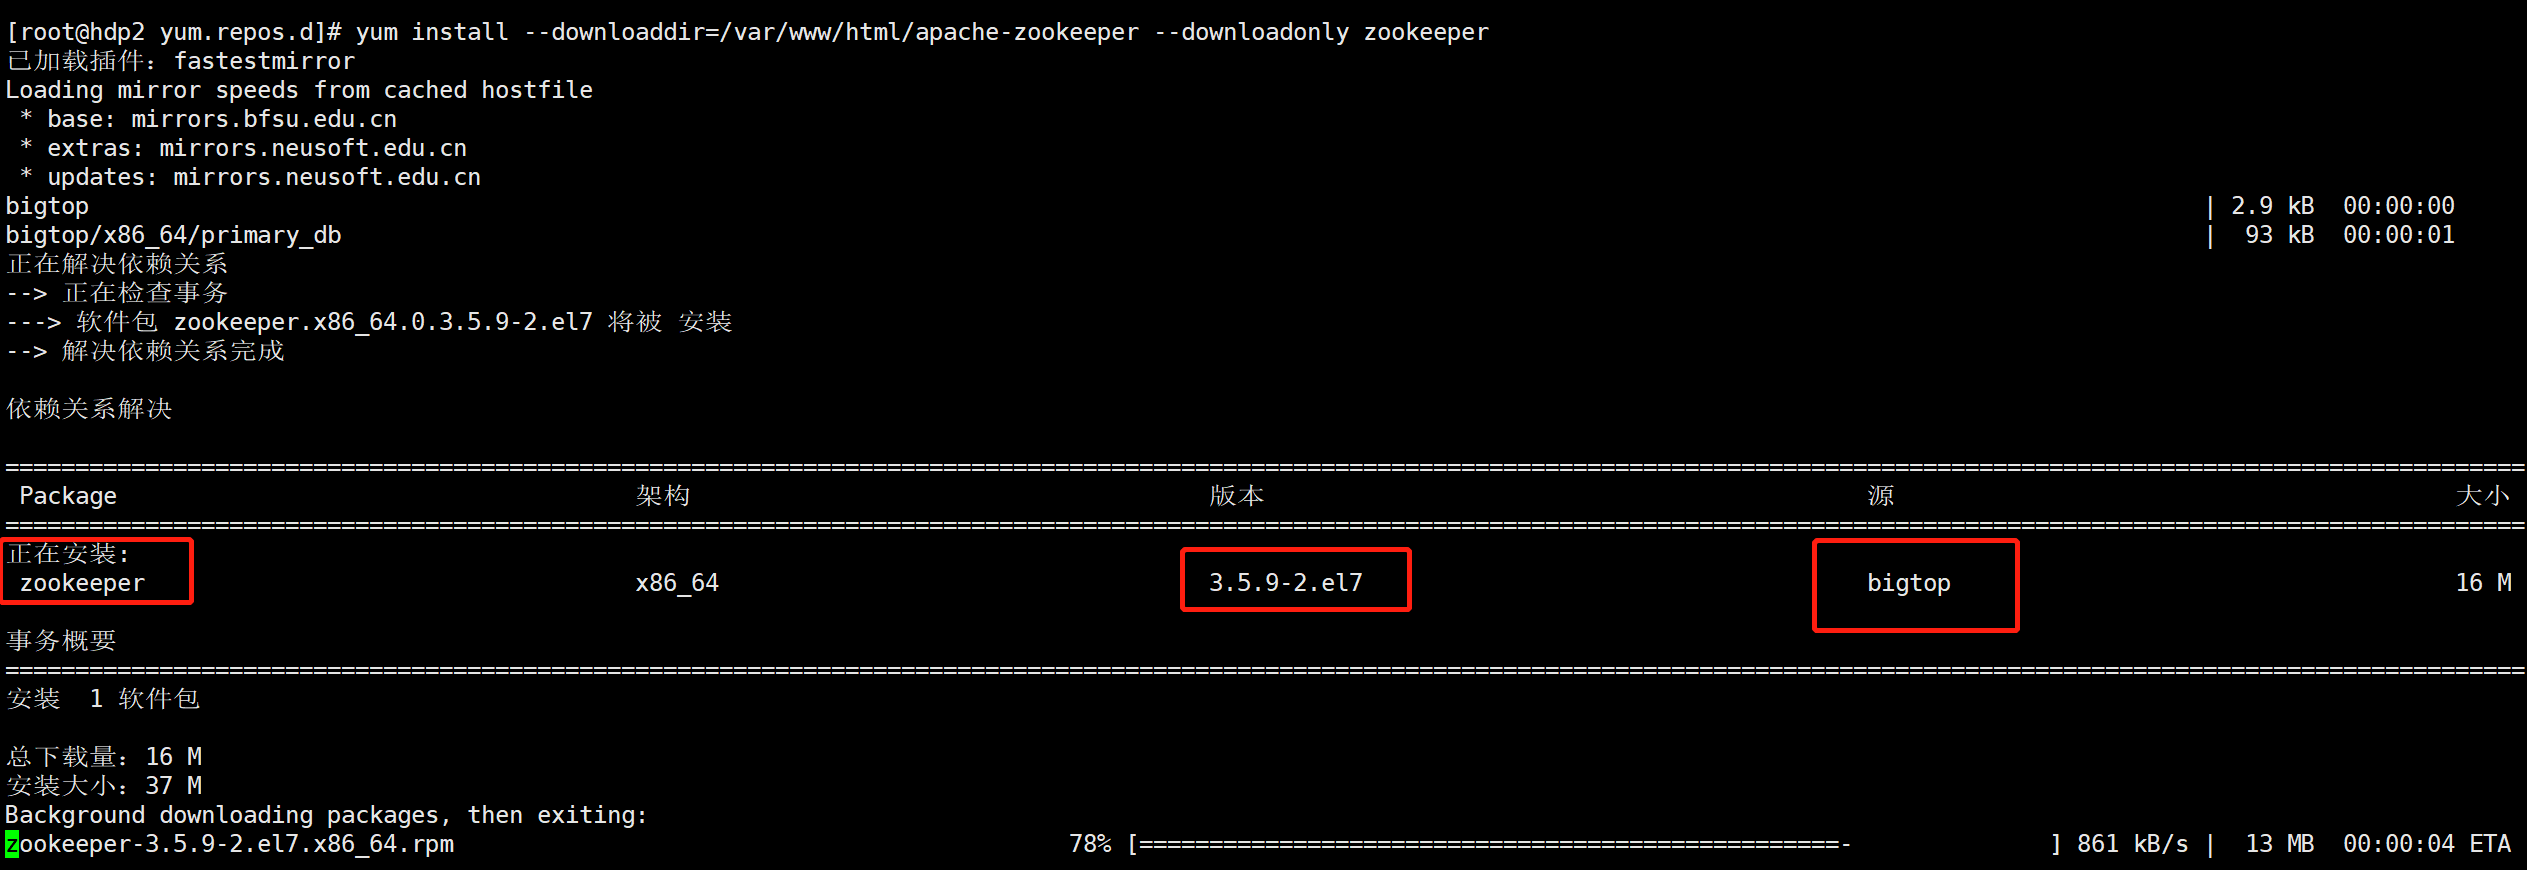 [root@hdp2 yum.repos.d]# yum install --downloaddir=/var/www/html/apache-zookeeper --downloadonly zookeeper
已加载插件：fastestmirror
Loading mirror speeds from cached hostfile
 * base: mirrors.bfsu.edu.cn
 * extras: mirrors.neusoft.edu.cn
 * updates: mirrors.neusoft.edu.cn
bigtop | 2.9 kB 00:00:00
bigtop/x86_64/primary_db | 93 kB 00:00:01
正在解决依赖关系
--> 正在检查事务
---> 软件包 zookeeper.x86_64.0.3.5.9-2.el7 将被 安装
--> 解决依赖关系完成
依赖关系解决
Package 架构 版本 源 大小
正在安装:
zookeeper x86_64 3.5.9-2.el7 bigtop 16 M
事务概要
安装 1 软件包
总下载量：16 M
安装大小：37 M
Background downloading packages, then exiting:
zookeeper-3.5.9-2.el7.x86_64.rpm 78% [==================================================- ] 861 kB/s | 13 MB 00:00:04 ETA